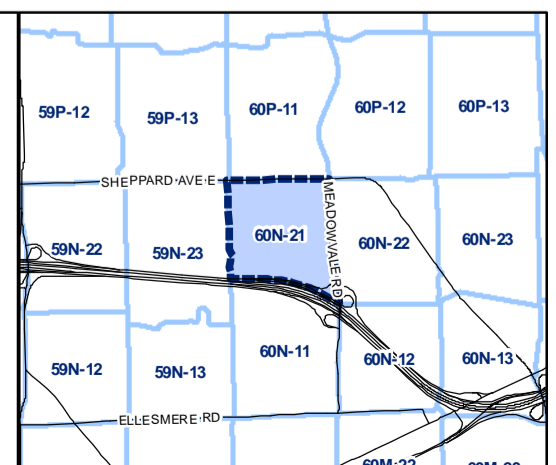 59P-12
59P-13
60P-11
60P-12
60P-13
SHEPPARD AVE E
MEADOWVALE RD
59N-22
59N-23
60N-21
60N-22
60N-23
59N-12
59N-13
60N-11
60N-12
60N-13
ELLESMERE RD